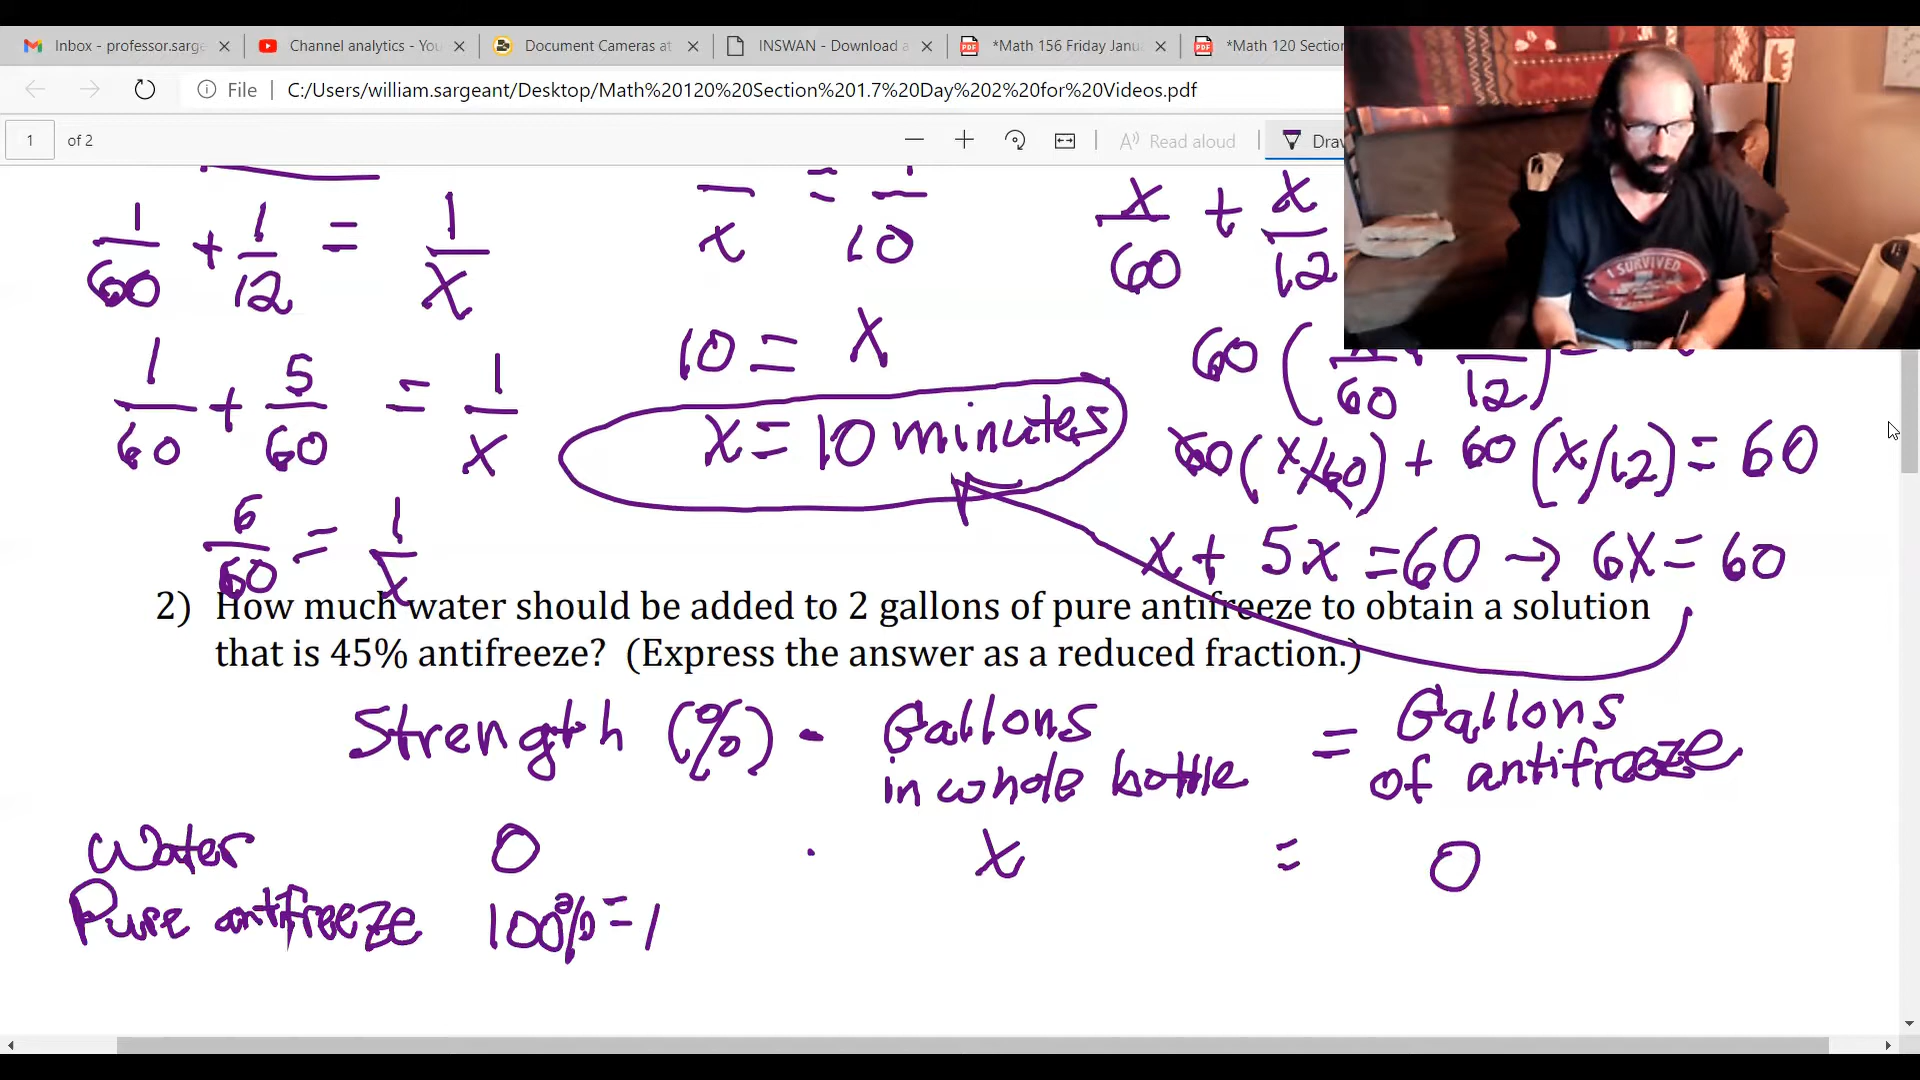 Inbox - professor.sarge
Channel analytics - You
Document Cameras at
INSWAN - Download a
*Math 156 Friday Janu
*Math 120 Section
File
C:/Users/william.sargeant/Desktop/Math%20120%20Section%201.7%20Day%202%20for%20Videos.pdf
1 of 2
Read aloud
Draw
I SURVIVED
1/60 + 1/12 = 1/x
1/60 + 5/60 = 1/x
6/60 = 1/x
/x = 1/10
10 = x
x = 10 minutes
x/60 + x/12
60 ( x/60 + /12 ) =
60 (x/60) + 60 (x/12) = 60
x + 5x = 60 → 6x = 60
2) How much water should be added to 2 gallons of pure antifreeze to obtain a solution
that is 45% antifreeze? (Express the answer as a reduced fraction.)
Strength (%) · Gallons in whole bottle = Gallons of antifreeze
Water 0 · x = 0
Pure antifreeze 100% = 1